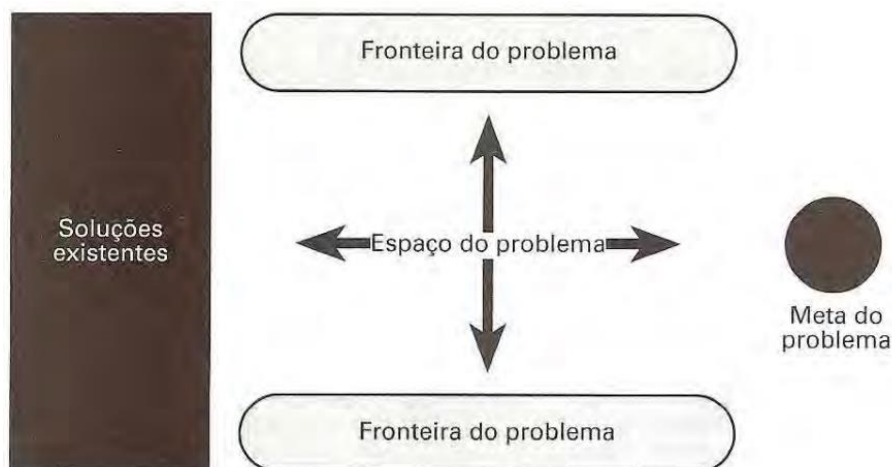 Fronteira do problema
Soluções
existentes
Espaço do problema
Meta do
problema
Fronteira do problema